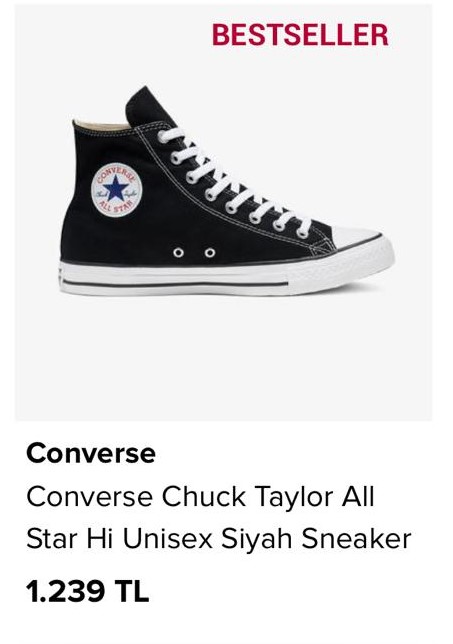 BESTSELLER
CONVERSE
ALL STAR
Converse
Converse Chuck Taylor All
Star Hi Unisex Siyah Sneaker
1.239 TL